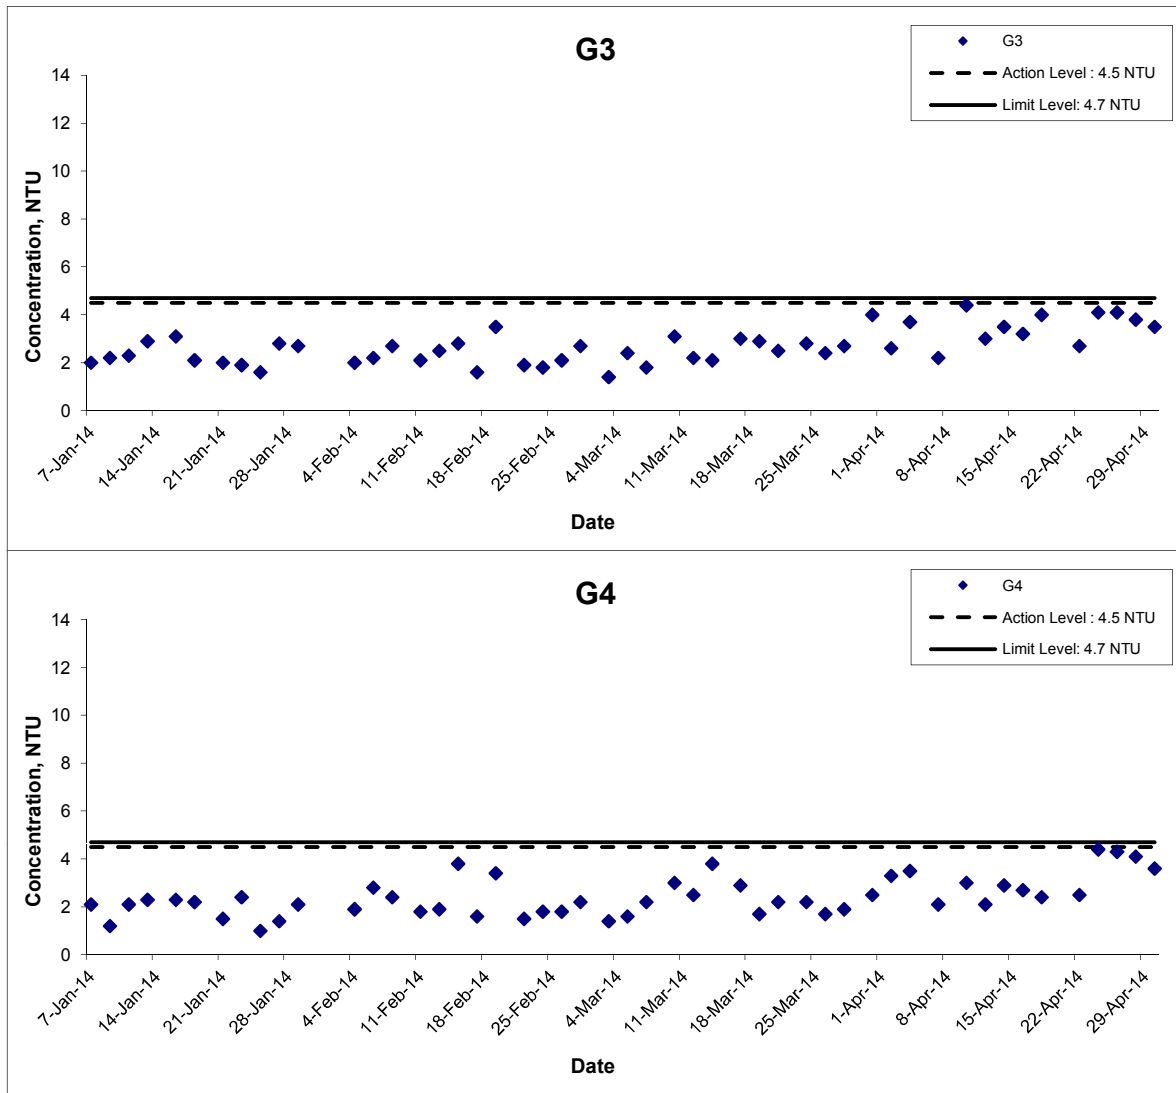 G3
G3
Action Level : 4.5 NTU
Limit Level: 4.7 NTU
14
12
10
8
6
4
2
0
Concentration, NTU
7-Jan-14
14-Jan-14
21-Jan-14
28-Jan-14
4-Feb-14
11-Feb-14
18-Feb-14
25-Feb-14
4-Mar-14
11-Mar-14
18-Mar-14
25-Mar-14
1-Apr-14
8-Apr-14
15-Apr-14
22-Apr-14
29-Apr-14
Date
G4
G4
Action Level : 4.5 NTU
Limit Level: 4.7 NTU
14
12
10
8
6
4
2
0
Concentration, NTU
7-Jan-14
14-Jan-14
21-Jan-14
28-Jan-14
4-Feb-14
11-Feb-14
18-Feb-14
25-Feb-14
4-Mar-14
11-Mar-14
18-Mar-14
25-Mar-14
1-Apr-14
8-Apr-14
15-Apr-14
22-Apr-14
29-Apr-14
Date